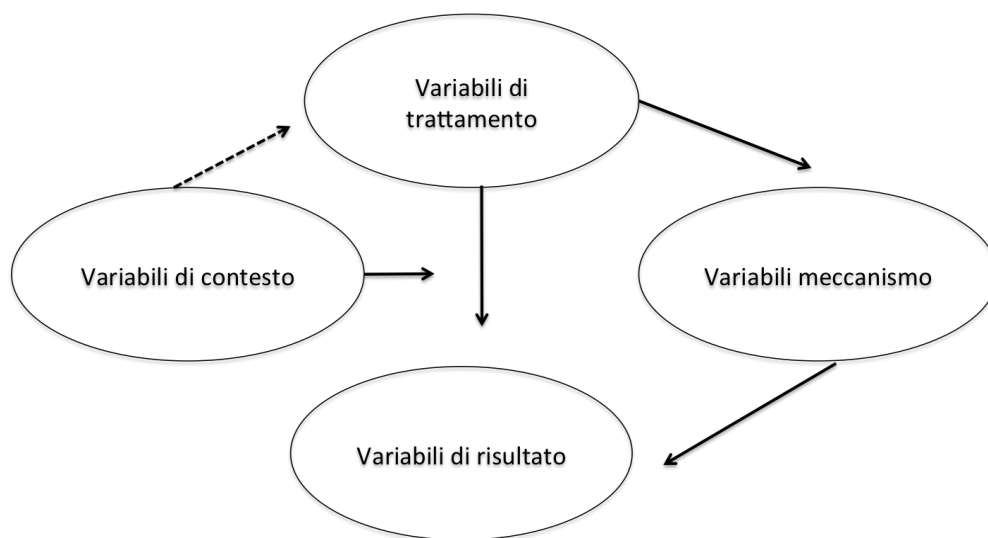 Variabili di
trattamento
Variabili di contesto
Variabili meccanismo
Variabili di risultato